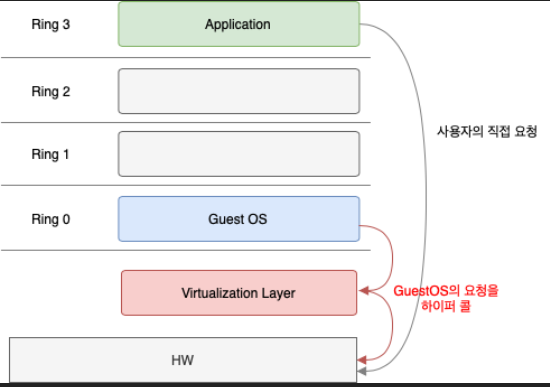 Ring 3
Application
Ring 2
사용자의 직접 요청
Ring 1
Ring 0
Guest OS
Virtualization Layer
GuestOS의 요청을
하이퍼 콜
HW